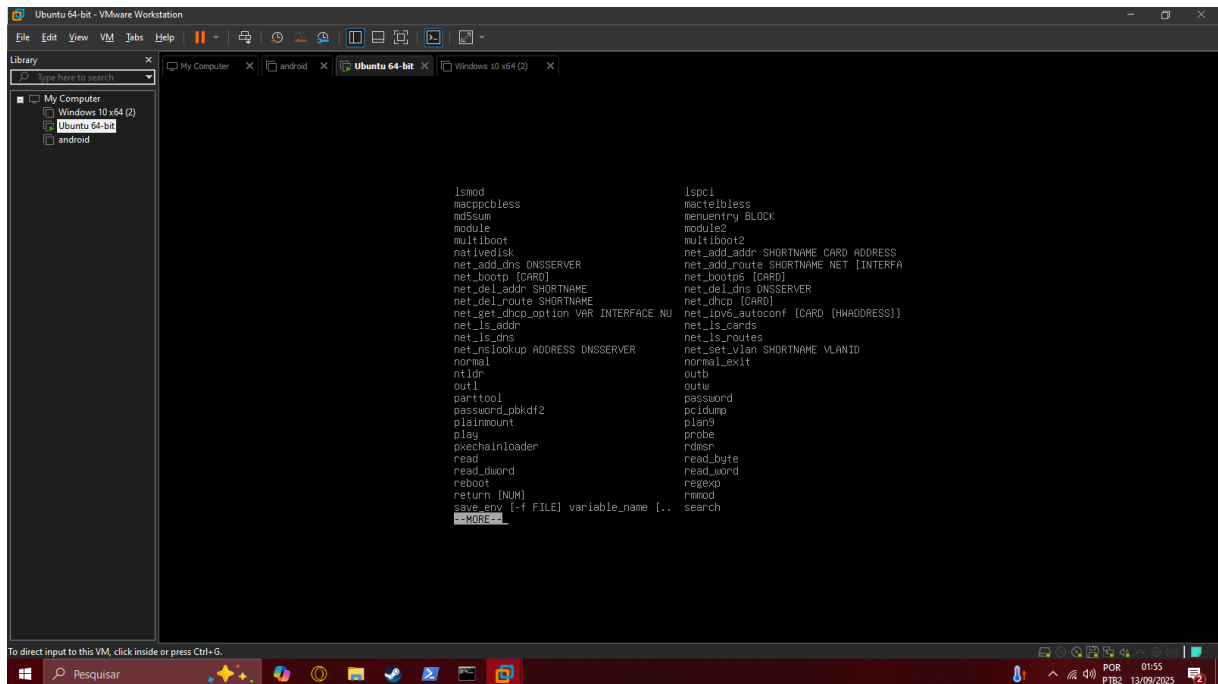 Ubuntu 64-bit - VMware Workstation
File Edit View VM Tabs Help
Library
Type here to search
My Computer
Windows 10 x64 (2)
Ubuntu 64-bit
android
My Computer android Ubuntu 64-bit Windows 10 x64 (2)
lsmod lspci
macppcbless mactelbless
md5sum menuentry BLOCK
module module2
multiboot multiboot2
nativedisk net_add_addr SHORTNAME CARD ADDRESS
net_add_dns DNSSERVER net_add_route SHORTNAME NET [INTERFA
net_bootp [CARD] net_bootp6 [CARD]
net_del_addr SHORTNAME net_del_dns DNSSERVER
net_del_route SHORTNAME net_dhcp [CARD]
net_get_dhcp_option VAR INTERFACE NU net_ipv6_autoconf [CARD [HWADDRESS]]
net_ls_addr net_ls_cards
net_ls_dns net_ls_routes
net_nslookup ADDRESS DNSSERVER net_set_vlan SHORTNAME VLANID
normal normal_exit
ntldr outb
outl outw
parttool password
password_pbkdf2 pcidump
plainmount plan9
play probe
pxechainloader rdmsr
read read_byte
read_dword read_word
reboot regexp
return [NUM] rmmod
save_env [-f FILE] variable_name [.. search
--MORE--_
To direct input to this VM, click inside or press Ctrl+G.
Pesquisar
POR 01:55
PTB2 13/09/2025
2